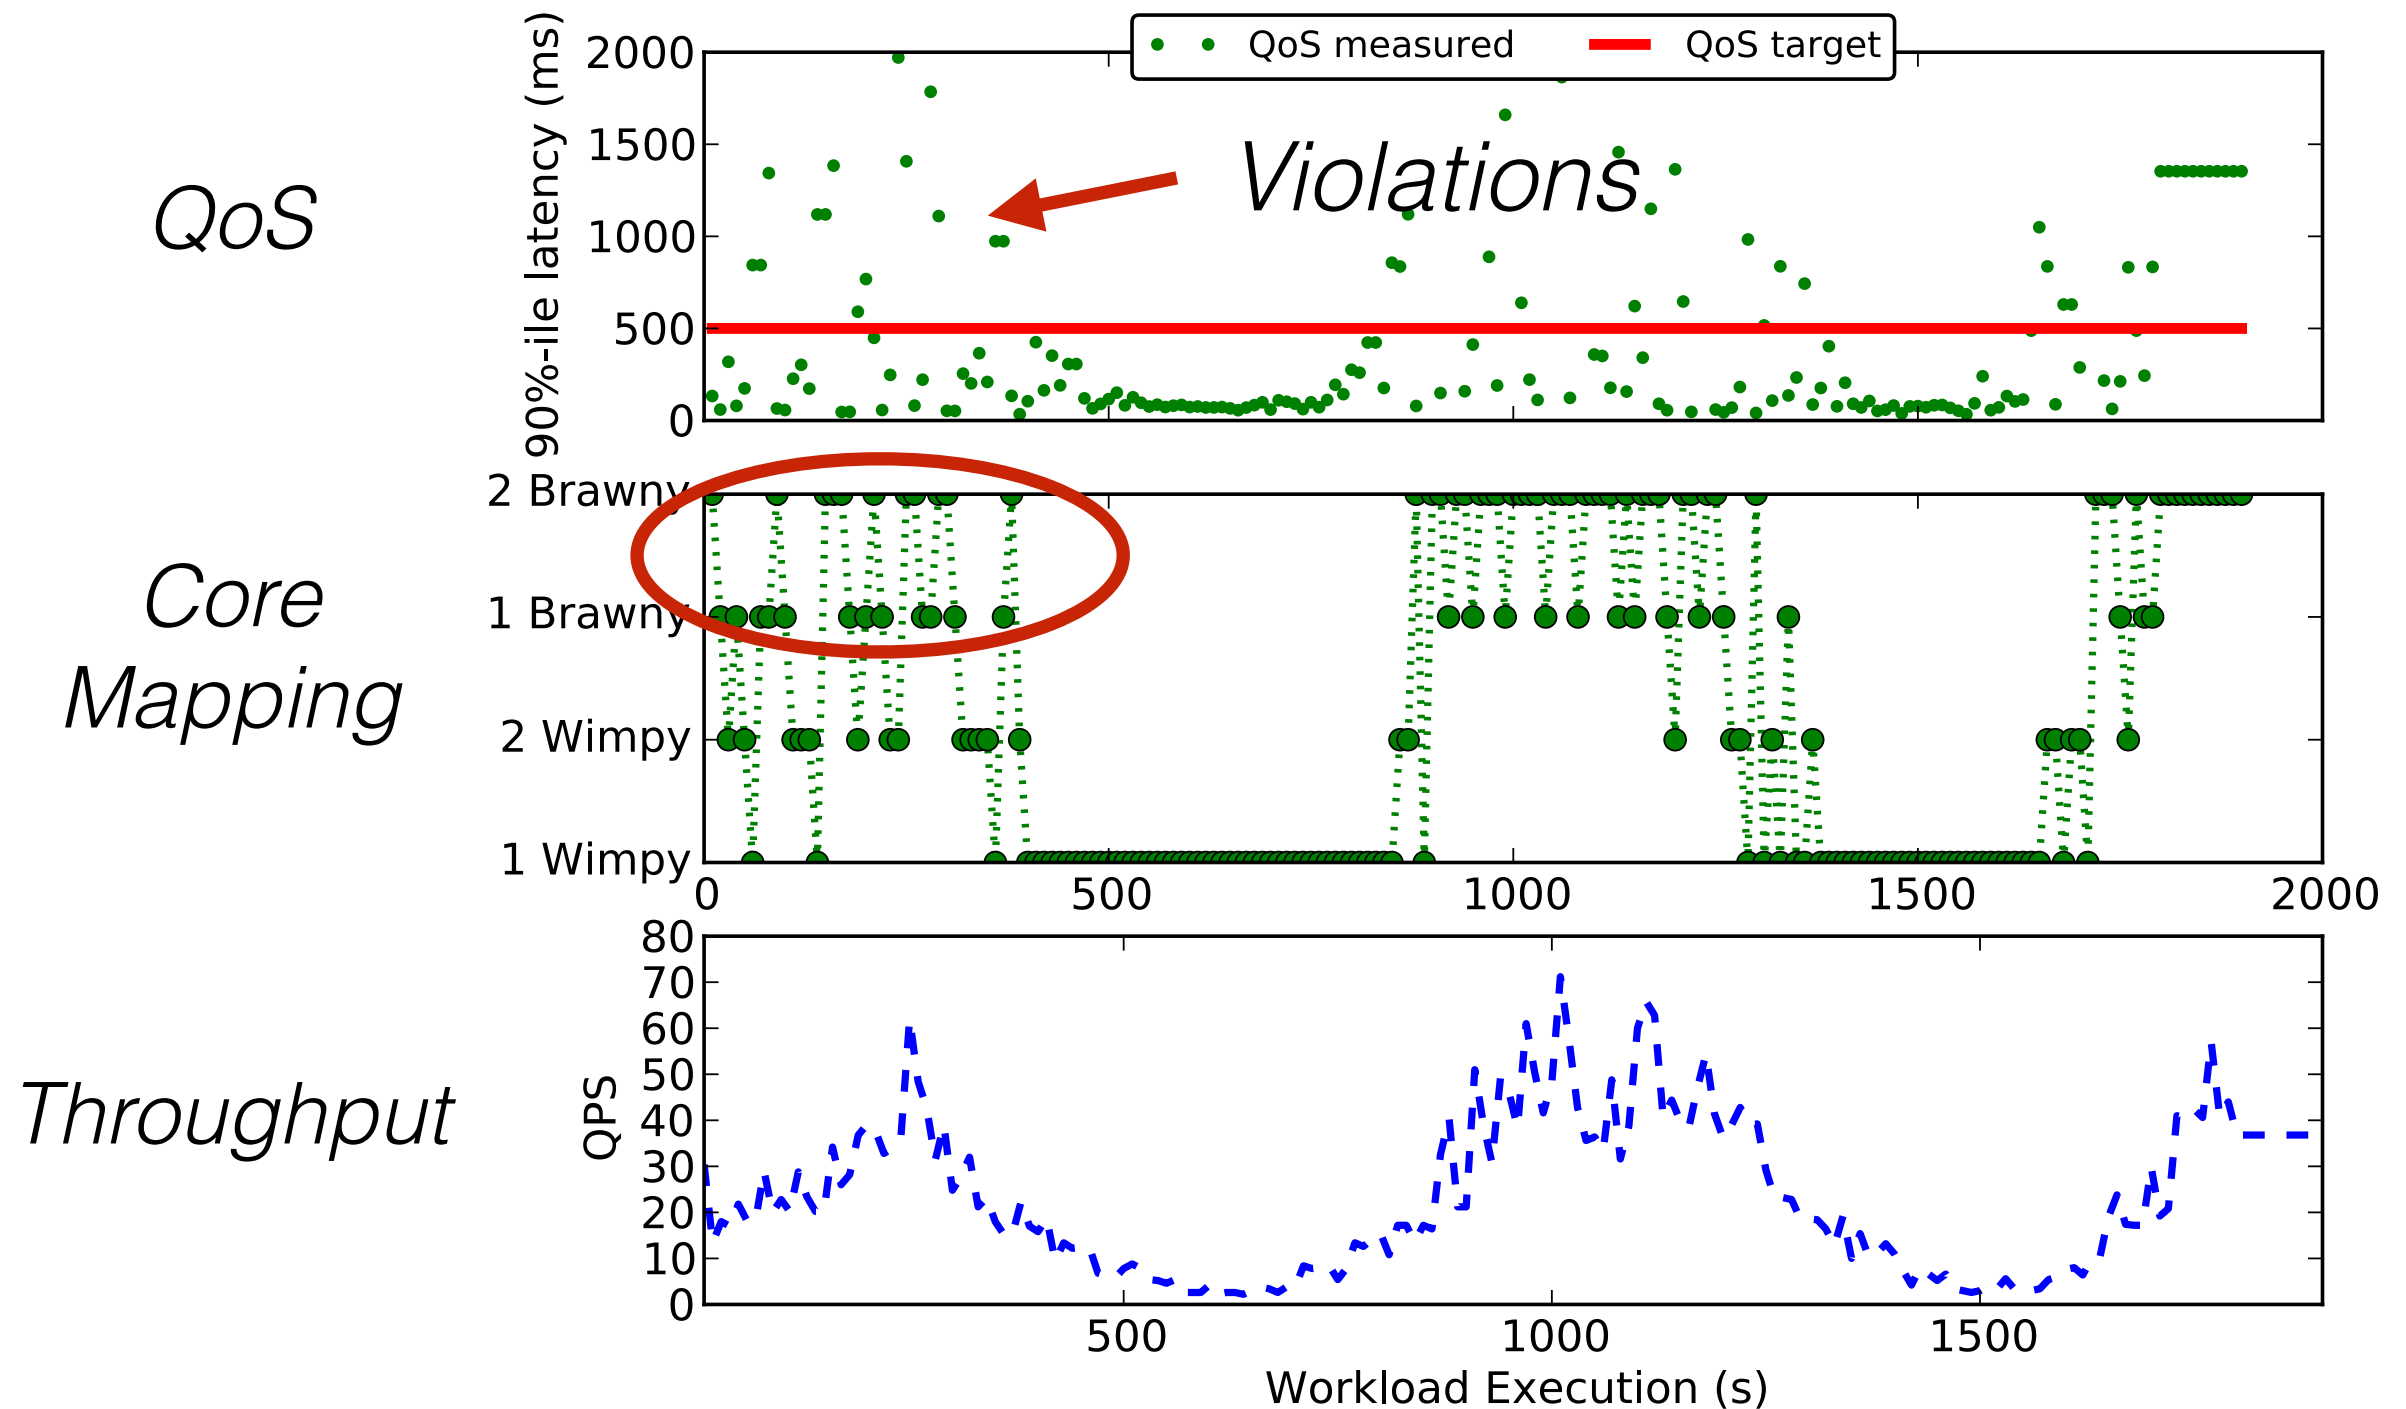 QoS measured QoS target
90%-ile latency (ms)
2000
1500
1000
500
0
QoS
Violations
2 Brawny
1 Brawny
2 Wimpy
1 Wimpy
Core
Mapping
0 500 1000 1500 2000
80
70
60
50
40
30
20
10
0
QPS
Throughput
500 1000 1500
Workload Execution (s)